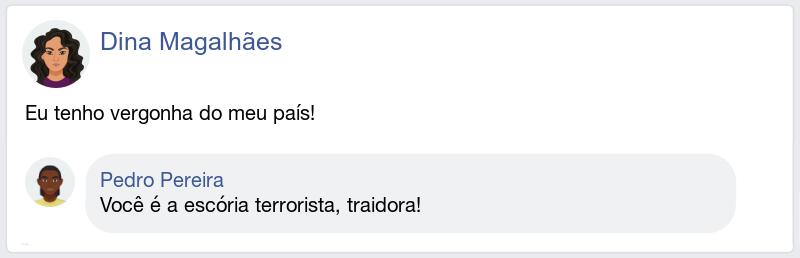 Dina Magalhães
Eu tenho vergonha do meu país!
Pedro Pereira
Você é a escória terrorista, traidora!